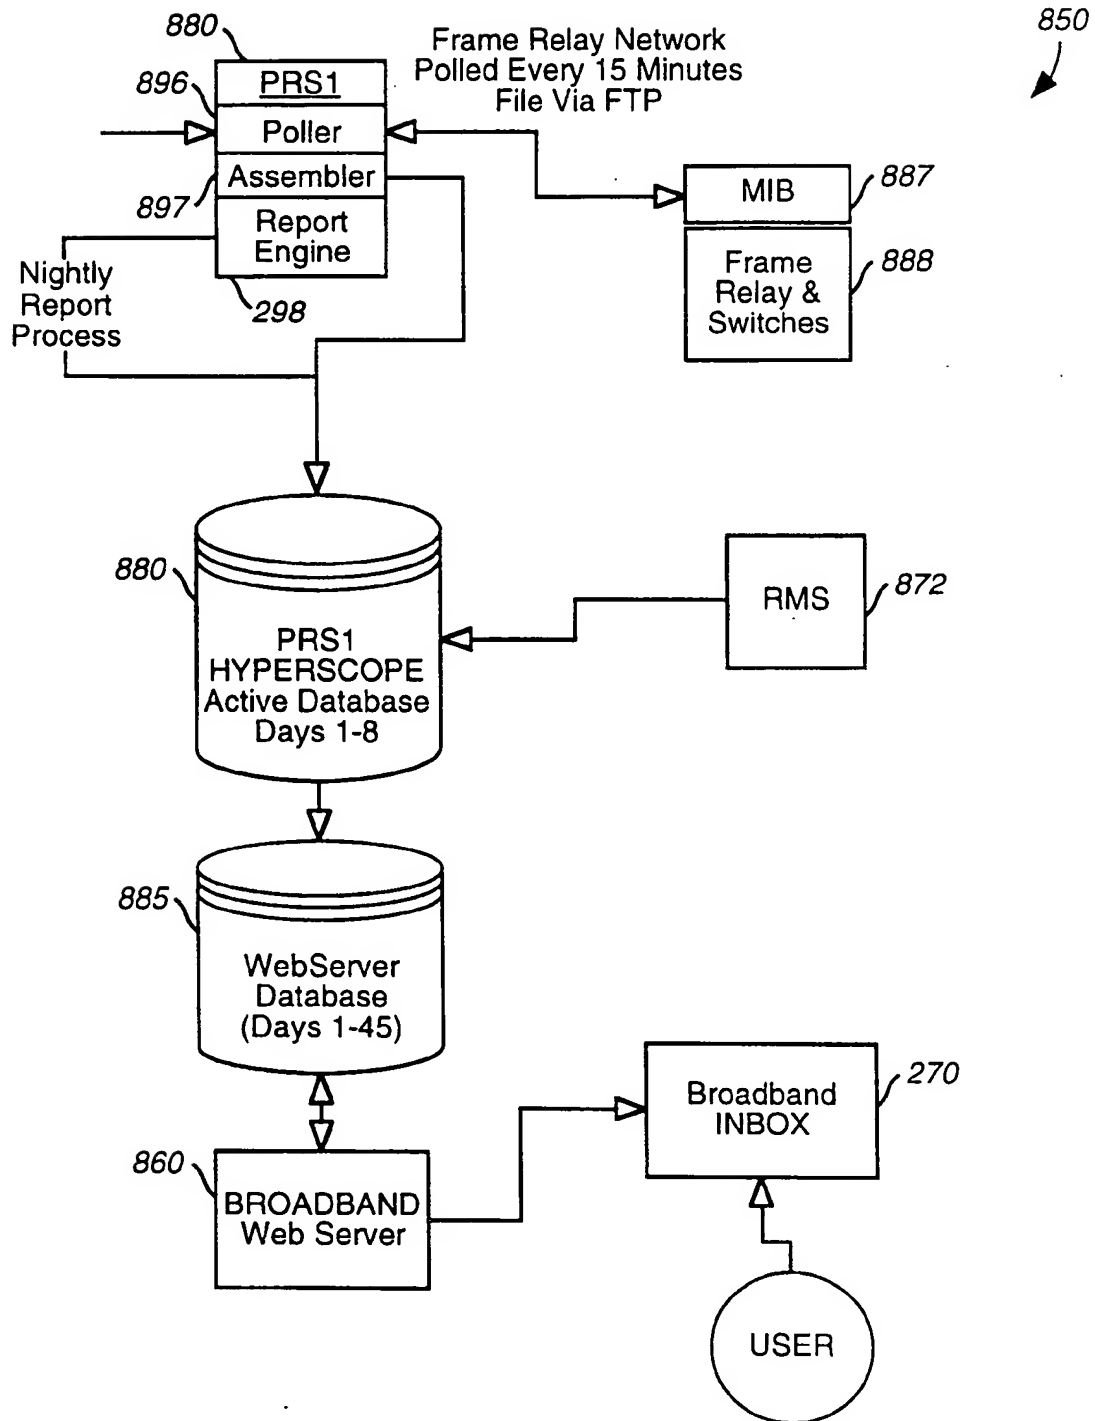 850
880
Frame Relay Network
Polled Every 15 Minutes
File Via FTP
PRS1
896
Poller
Assembler
897
Report
Engine
298
MIB
887
Frame
Relay &
Switches
888
Nightly
Report
Process
880
PRS1
HYPERSCOPE
Active Database
Days 1-8
RMS
872
885
WebServer
Database
(Days 1-45)
860
BROADBAND
Web Server
Broadband
INBOX
270
USER